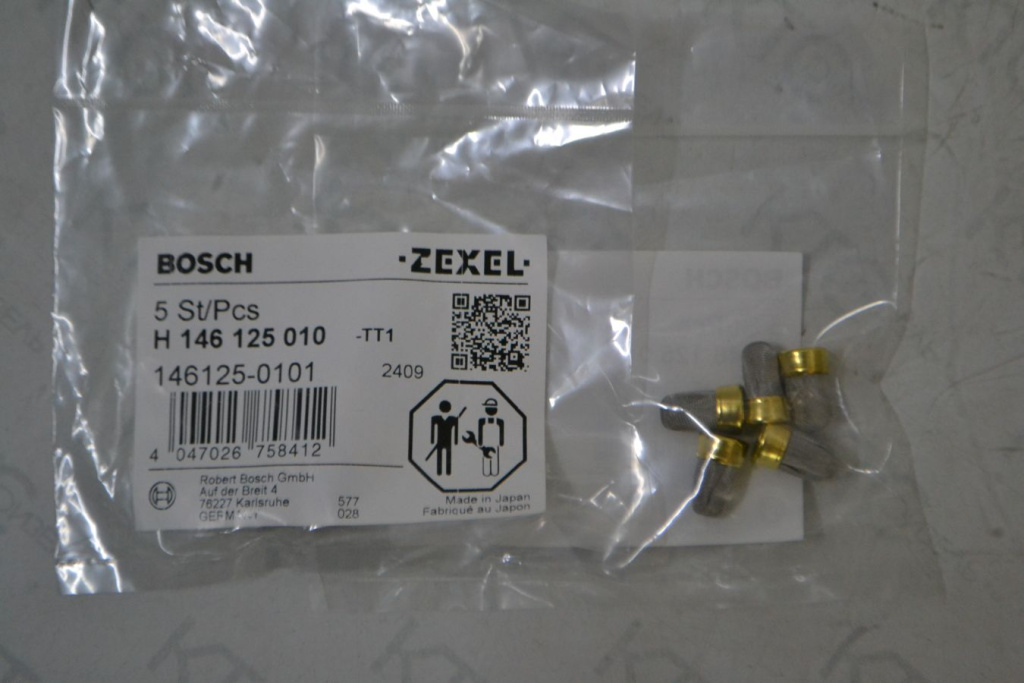 BOSCH
·ZEXEL·
5 St/Pcs
H 146 125 010 -TT1
146125-0101
2409
4 047026 758412
Robert Bosch GmbH
Auf der Breit 4
76227 Karlsruhe
577
028
Made in Japan
Fabriqué au Japon
BOSCH